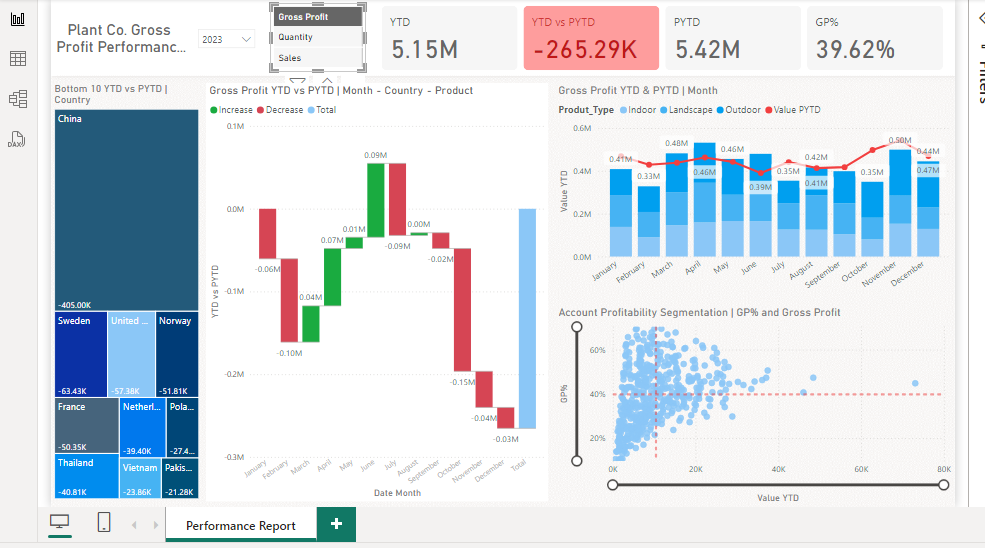 Plant Co. Gross
Profit Performanc...
2023
Gross Profit
Quantity
Sales
YTD
5.15M
YTD vs PYTD
-265.29K
PYTD
5.42M
GP%
39.62%
Filters
DAX
Bottom 10 YTD vs PYTD |
Country
China
-405.00K
Sweden
-63.43K
United ...
-57.38K
Norway
-51.81K
France
-50.35K
Netherl...
-39.40K
Pola...
-27.4...
Thailand
-40.81K
Vietnam
-23.86K
Pakis...
-21.28K
Gross Profit YTD vs PYTD | Month - Country - Product
Increase Decrease Total
YTD vs PYTD
0.1M
0.0M
-0.1M
-0.2M
-0.3M
-0.06M
-0.10M
0.04M
0.07M
0.01M
0.09M
-0.09M
0.00M
-0.02M
-0.15M
-0.04M
-0.03M
January February March April May June July August September October November December Total
Date Month
Gross Profit YTD & PYTD | Month
Produt_Type Indoor Landscape Outdoor Value PYTD
Value YTD
0.6M
0.4M
0.2M
0.0M
0.41M
0.33M
0.48M
0.46M
0.46M
0.39M
0.35M
0.42M
0.41M
0.35M
0.50M
0.44M
0.47M
January February March April May June July August September October November December
Account Profitability Segmentation | GP% and Gross Profit
GP%
60%
40%
20%
0K 20K 40K 60K 80K
Value YTD
Performance Report
+